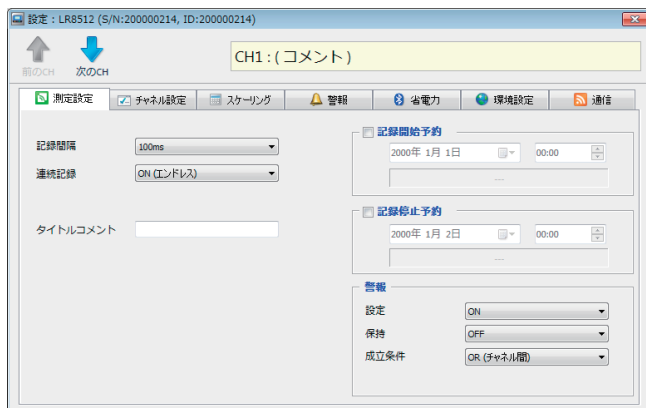 設定 : LR8512 (S/N:200000214, ID:200000214)
前のCH 次のCH
CH1 : ( コメント )
測定設定 チャネル設定 スケーリング 警報 省電力 環境設定 通信
記録間隔 100ms
連続記録 ON (エンドレス)
タイトルコメント
記録開始予約
2000年 1月 1日 00:00
---
記録停止予約
2000年 1月 2日 00:00
---
警報
設定 ON
保持 OFF
成立条件 OR (チャネル間)